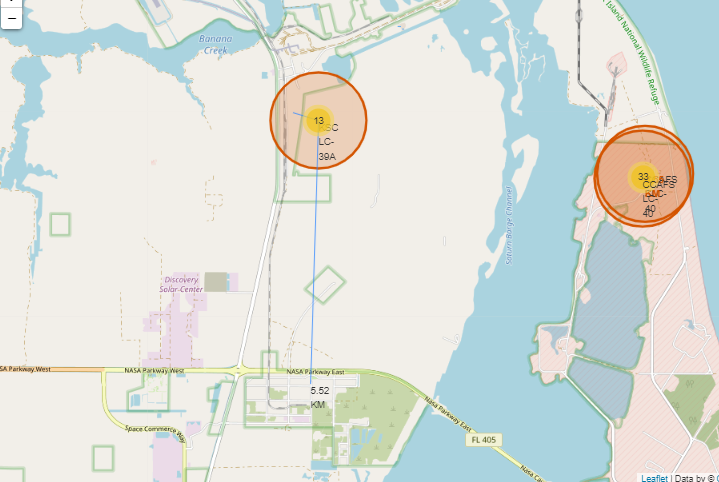 −
Banana
Creek
Island National Wildlife Refuge
13
KSC
LC-
39A
33
CCAFS
LC-
40
40
Saturn Barge Channel
Discovery
Solar Center
NASA Parkway West
NASA Parkway West
NASA Parkway East
5.52
KM
Nasa Parkway East
Space Commerce Way
FL 405
Leaflet | Data by ©